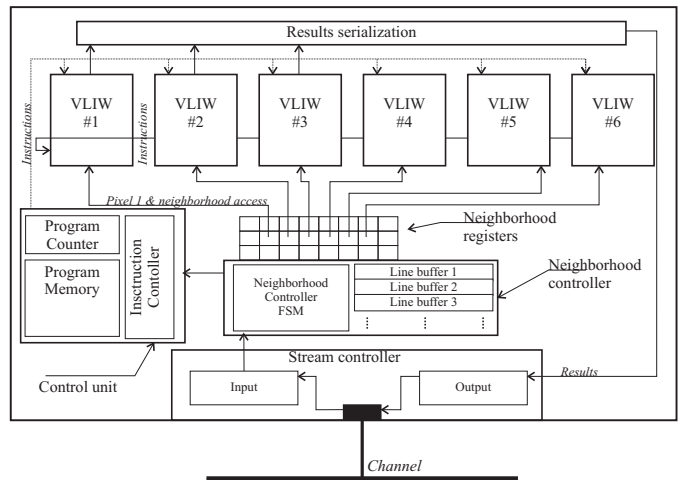 Results serialization
VLIW
#1
VLIW
#2
VLIW
#3
VLIW
#4
VLIW
#5
VLIW
#6
Instructions
Instructions
Pixel 1 & neighborhood access
Neighborhood
registers
Program
Counter
Program
Memory
Insctruction
Contoller
Neighborhood
Controller
FSM
Line buffer 1
Line buffer 2
Line buffer 3
Neighborhood
controller
Control unit
Stream controller
Input
Output
Results
Channel